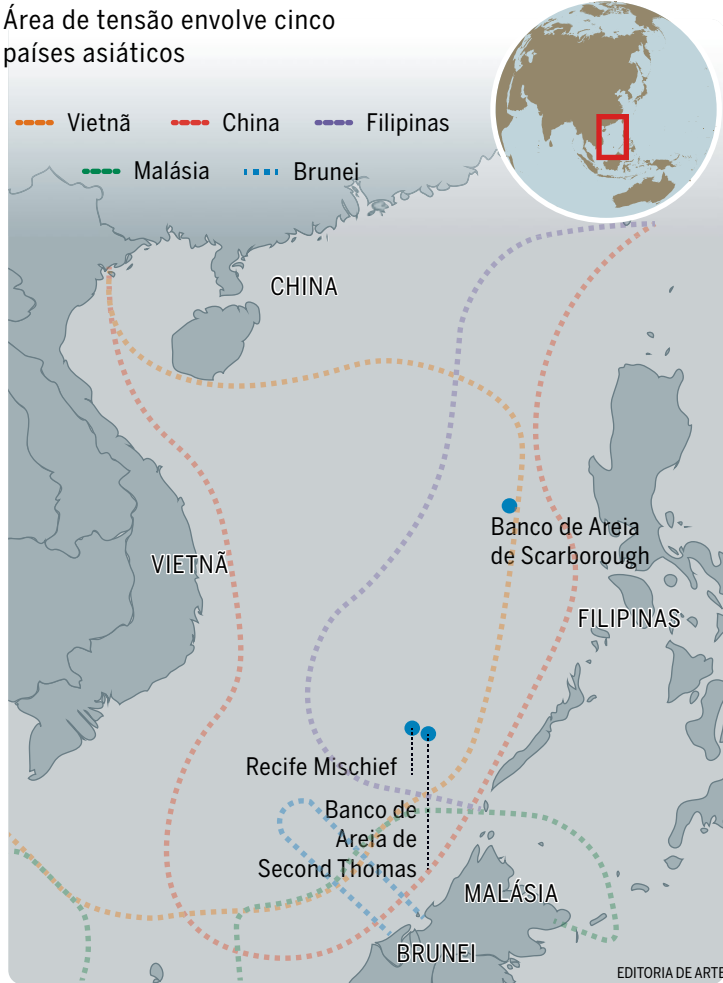 Área de tensão envolve cinco
países asiáticos
Vietnã
China
Filipinas
Malásia
Brunei
CHINA
Banco de Areia
de Scarborough
VIETNÃ
FILIPINAS
Recife Mischief
Banco de
Areia de
Second Thomas
MALÁSIA
BRUNEI
EDITORIA DE ARTE